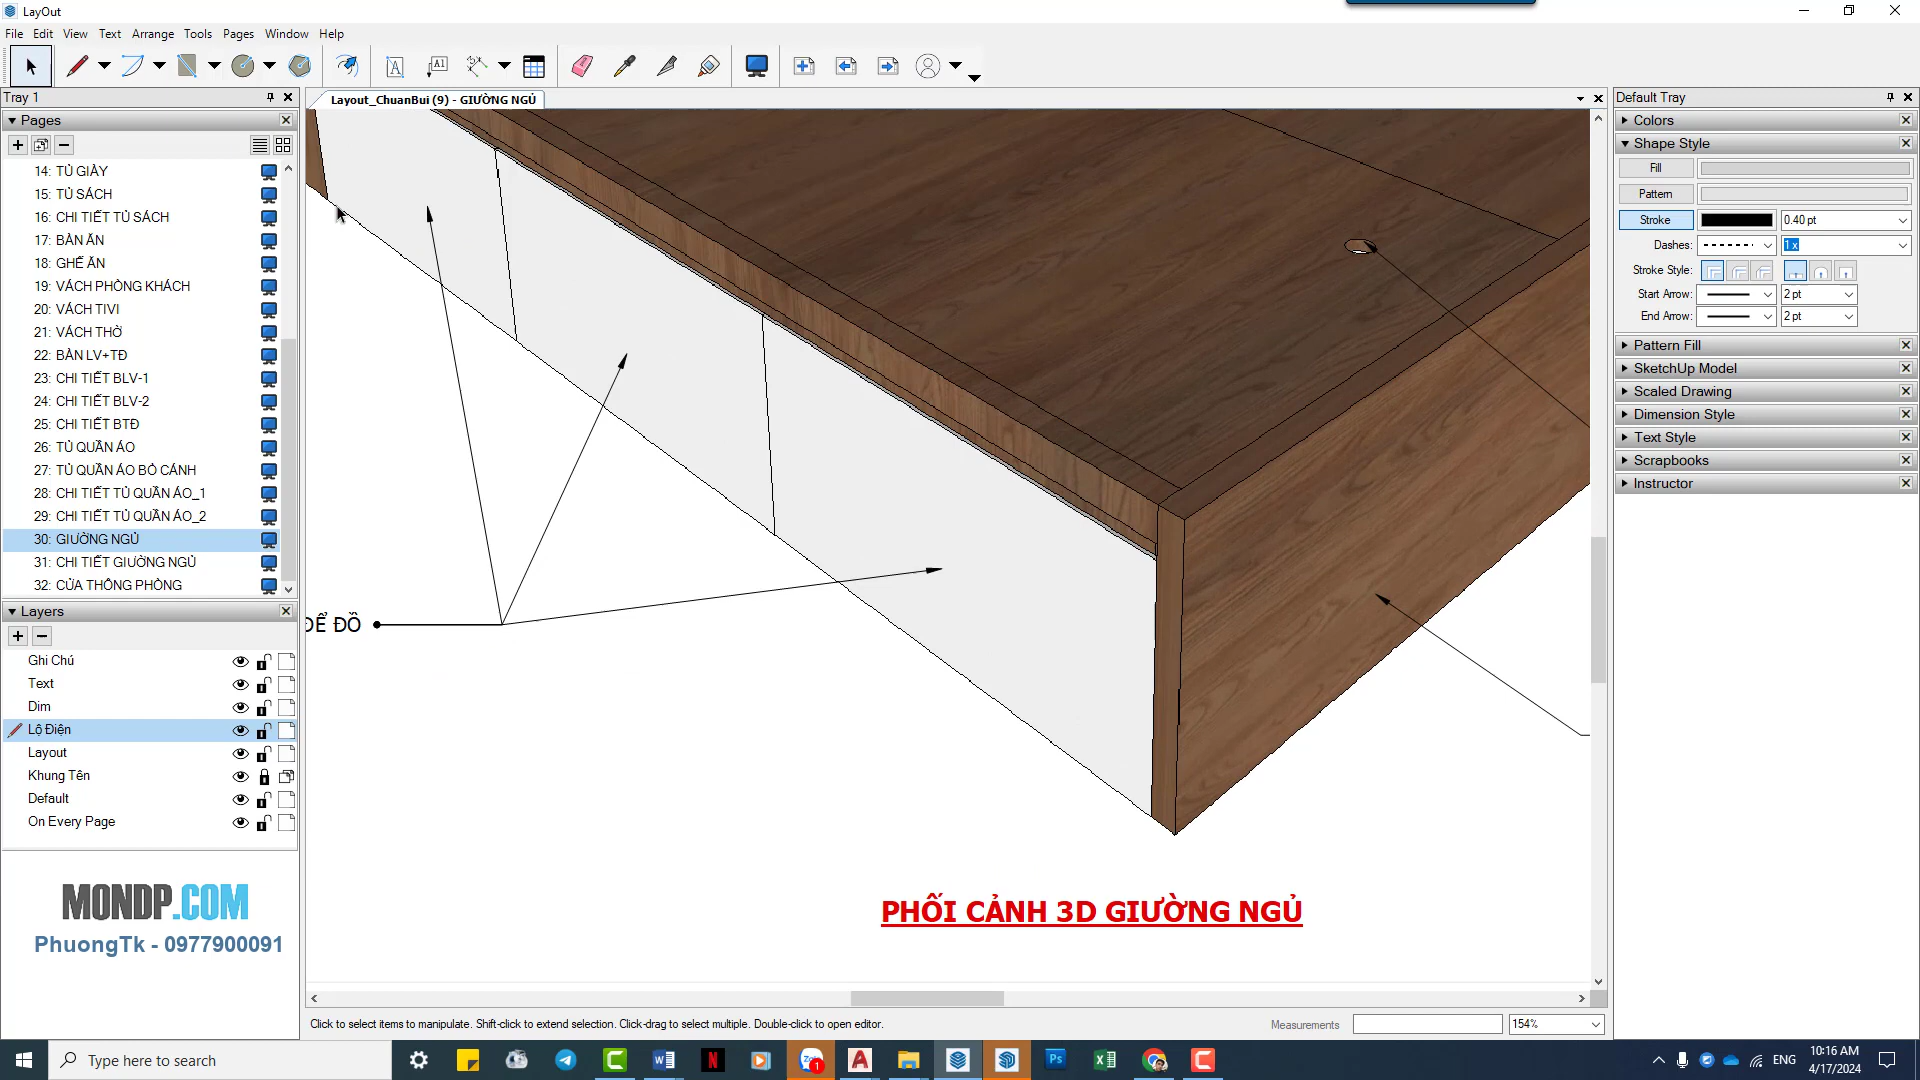 LayOut
File Edit View Text Arrange Tools Pages Window Help
Tray 1
Pages
14: TỦ GIÀY
15: TỦ SÁCH
16: CHI TIẾT TỦ SÁCH
17: BÀN ĂN
18: GHẾ ĂN
19: VÁCH PHÒNG KHÁCH
20: VÁCH TIVI
21: VÁCH THỜ
22: BÀN LV+TĐ
23: CHI TIẾT BLV-1
24: CHI TIẾT BLV-2
25: CHI TIẾT BTĐ
26: TỦ QUẦN ÁO
27: TỦ QUẦN ÁO BỎ CÁNH
28: CHI TIẾT TỦ QUẦN ÁO_1
29: CHI TIẾT TỦ QUẦN ÁO_2
30: GIƯỜNG NGỦ
31: CHI TIẾT GIƯỜNG NGỦ
32: CỬA THÔNG PHÒNG
Layers
Ghi Chú
Text
Dim
Lộ Điện
Layout
Khung Tên
Default
On Every Page
MONDP.COM
PhuongTk - 0977900091
Layout_ChuanBui (9) - GIƯỜNG NGỦ
ĐỂ ĐỒ
PHỐI CẢNH 3D GIƯỜNG NGỦ
Default Tray
Colors
Shape Style
Fill
Pattern
Stroke 0.40 pt
Dashes: 1 x
Stroke Style:
Start Arrow: 2 pt
End Arrow: 2 pt
Pattern Fill
SketchUp Model
Scaled Drawing
Dimension Style
Text Style
Scrapbooks
Instructor
Click to select items to manipulate. Shift-click to extend selection. Click-drag to select multiple. Double-click to open editor.
Measurements
154%
Type here to search
ENG
10:16 AM
4/17/2024